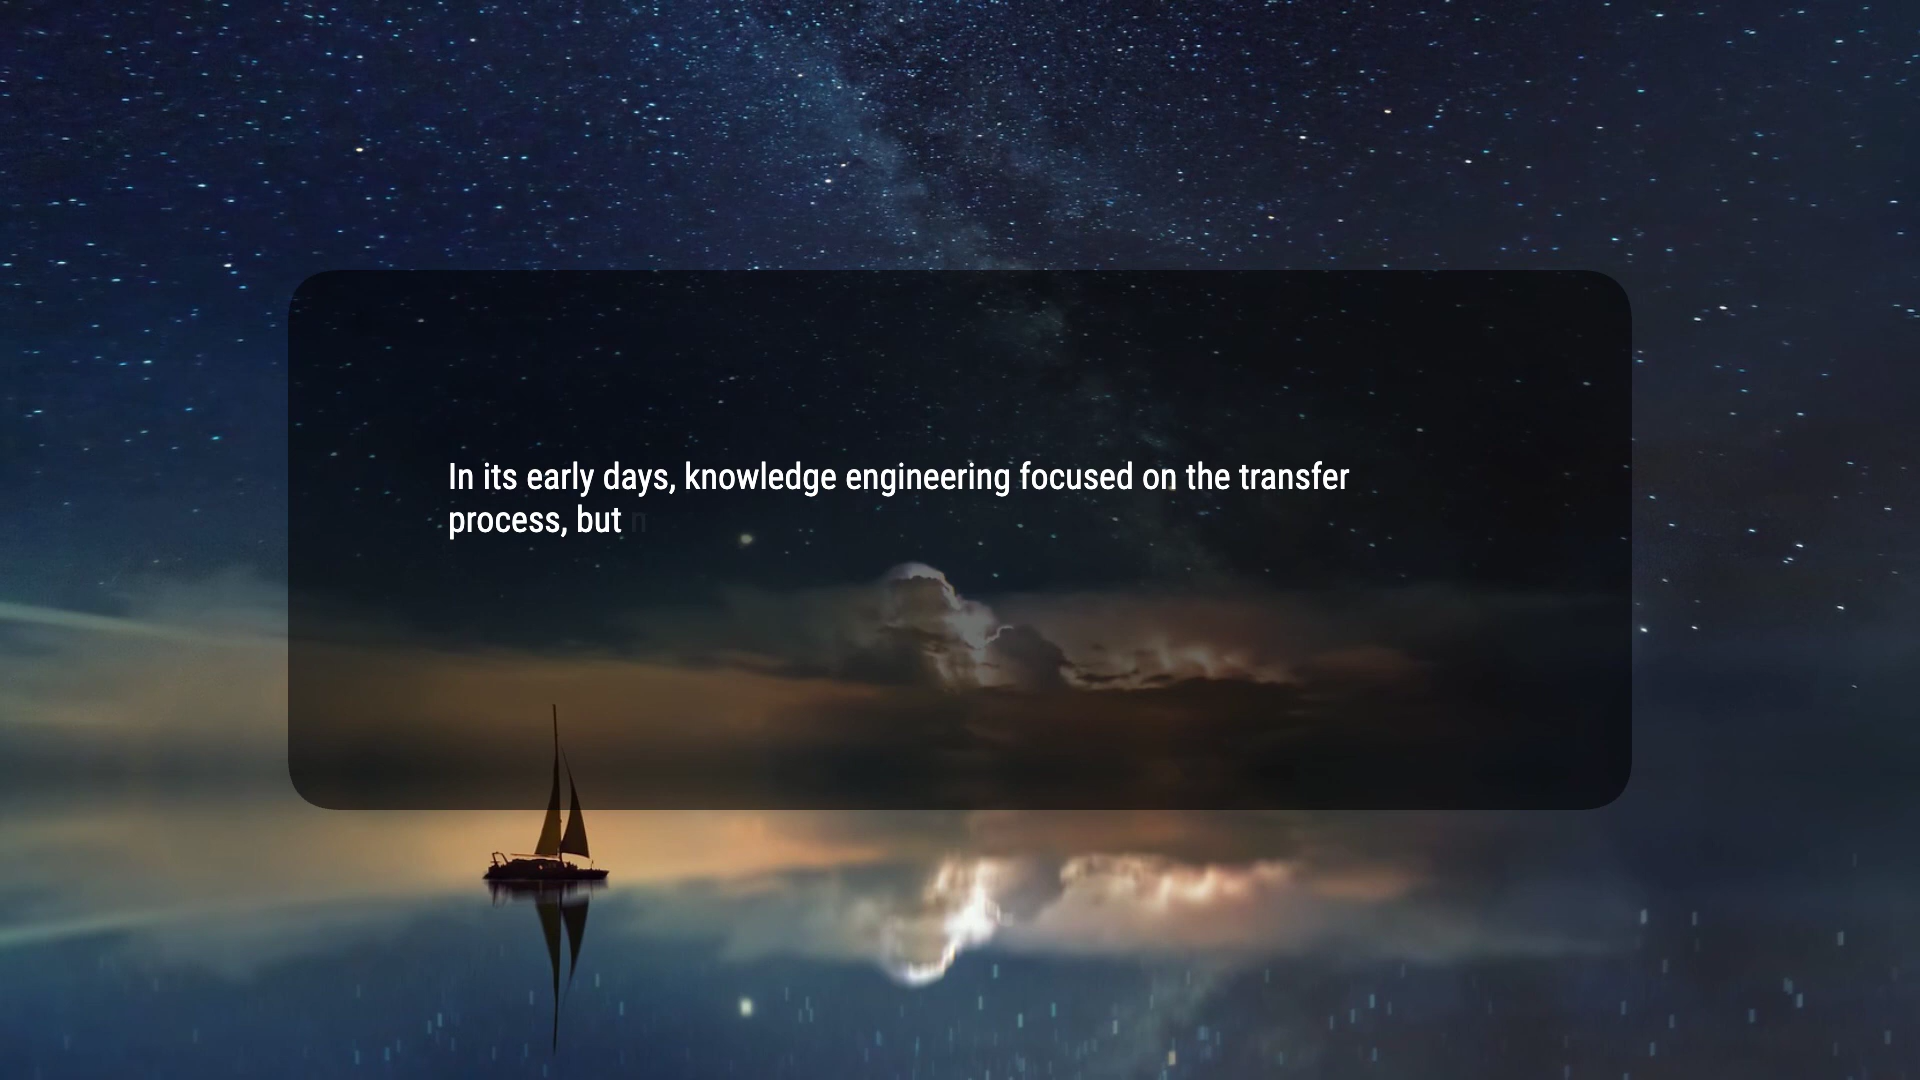 In its early days, knowledge engineering focused on the transfer
process, but n